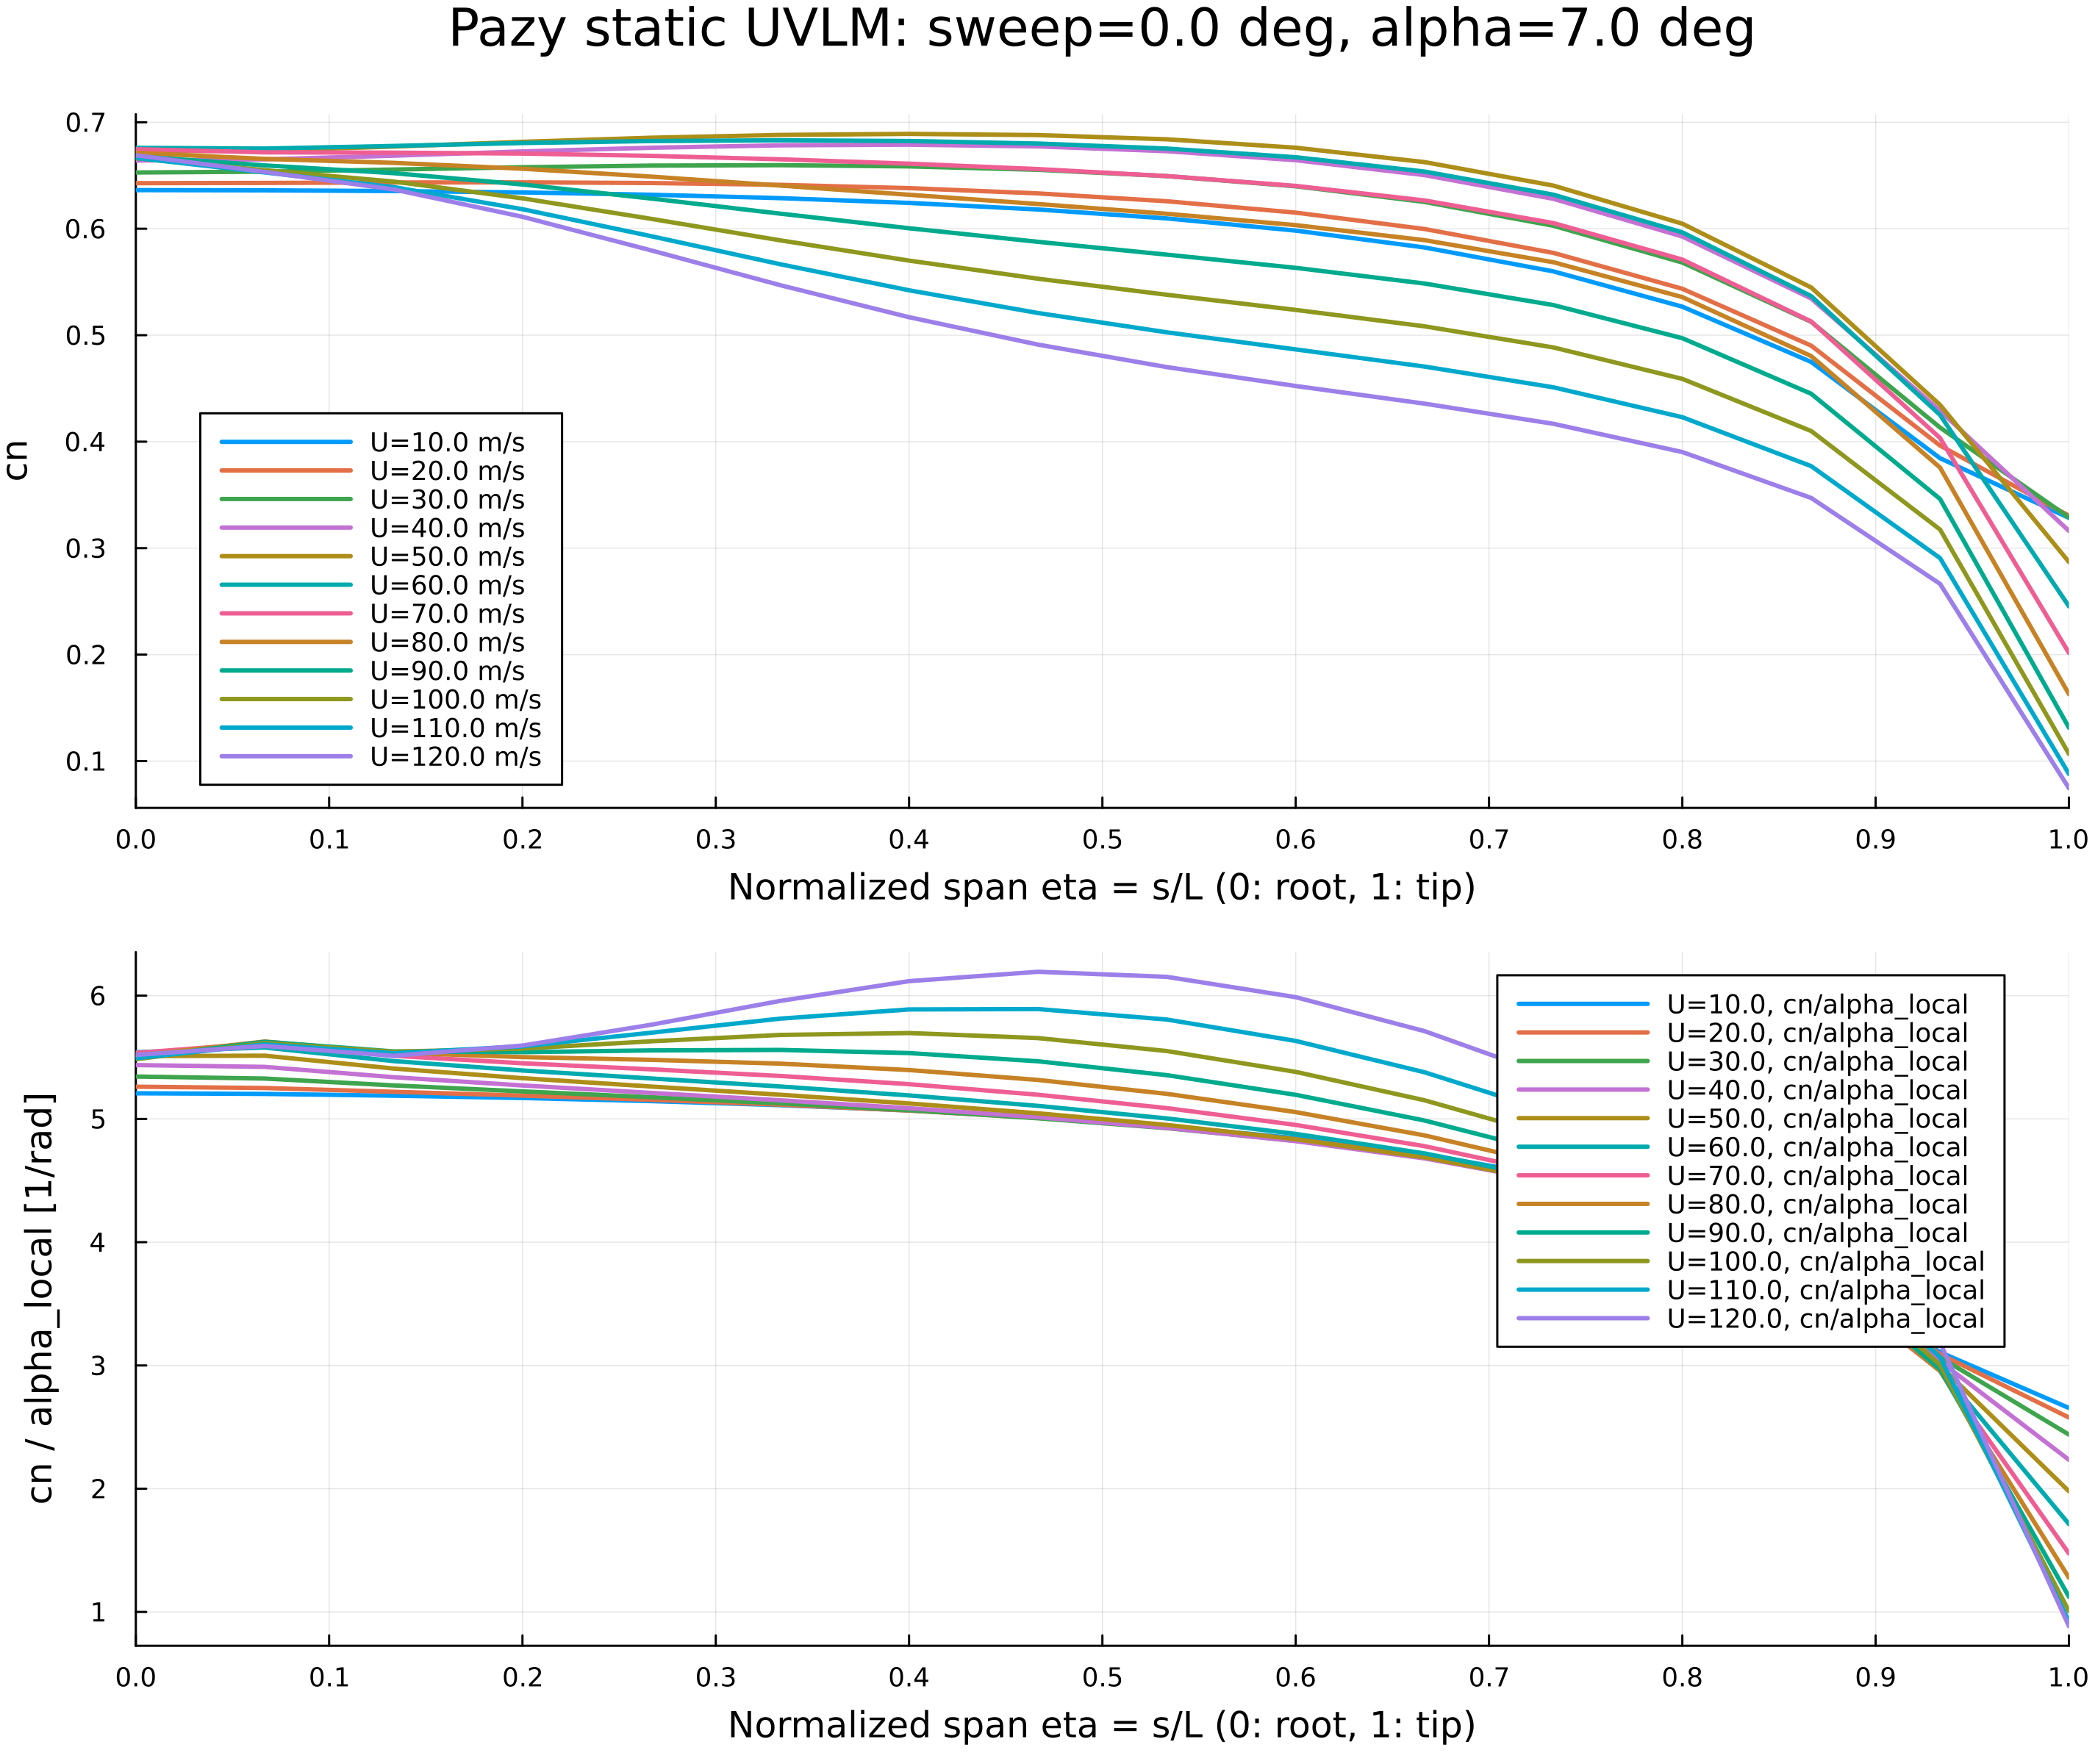 Pazy static UVLM: sweep=0.0 deg, alpha=7.0 deg
0.7
0.6
0.5
0.4
0.3
0.2
0.1
cn
U=10.0 m/s
U=20.0 m/s
U=30.0 m/s
U=40.0 m/s
U=50.0 m/s
U=60.0 m/s
U=70.0 m/s
U=80.0 m/s
U=90.0 m/s
U=100.0 m/s
U=110.0 m/s
U=120.0 m/s
0.0 0.1 0.2 0.3 0.4 0.5 0.6 0.7 0.8 0.9 1.0
Normalized span eta = s/L (0: root, 1: tip)
6
5
4
3
2
1
cn / alpha_local [1/rad]
U=10.0, cn/alpha_local
U=20.0, cn/alpha_local
U=30.0, cn/alpha_local
U=40.0, cn/alpha_local
U=50.0, cn/alpha_local
U=60.0, cn/alpha_local
U=70.0, cn/alpha_local
U=80.0, cn/alpha_local
U=90.0, cn/alpha_local
U=100.0, cn/alpha_local
U=110.0, cn/alpha_local
U=120.0, cn/alpha_local
0.0 0.1 0.2 0.3 0.4 0.5 0.6 0.7 0.8 0.9 1.0
Normalized span eta = s/L (0: root, 1: tip)